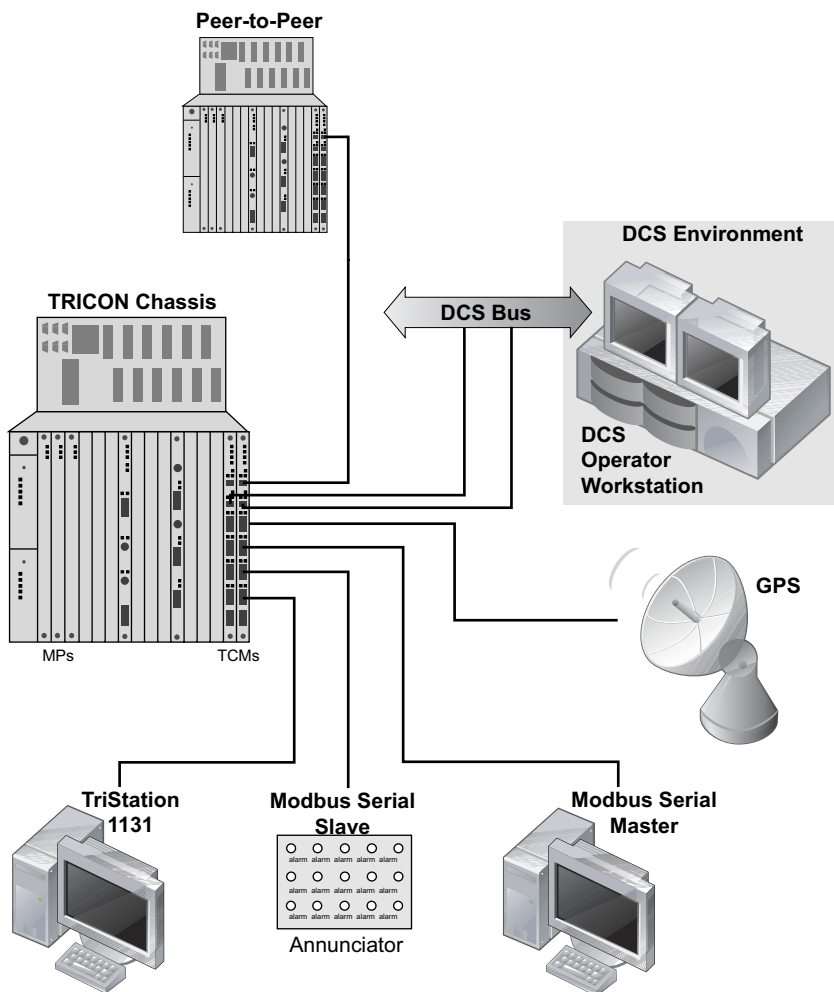 Peer-to-Peer
DCS Environment
TRICON Chassis
DCS Bus
DCS
Operator
Workstation
GPS
MPs
TCMs
TriStation
1131
Modbus Serial
Slave
alarm alarm alarm alarm alarm
alarm alarm alarm alarm alarm
alarm alarm alarm alarm alarm
Annunciator
Modbus Serial
Master